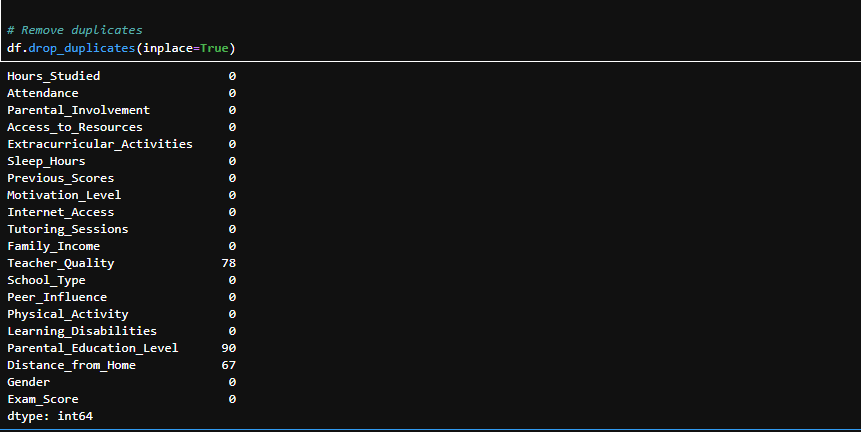 # Remove duplicates
df.drop_duplicates(inplace=True)
Hours_Studied 0
Attendance 0
Parental_Involvement 0
Access_to_Resources 0
Extracurricular_Activities 0
Sleep_Hours 0
Previous_Scores 0
Motivation_Level 0
Internet_Access 0
Tutoring_Sessions 0
Family_Income 0
Teacher_Quality 78
School_Type 0
Peer_Influence 0
Physical_Activity 0
Learning_Disabilities 0
Parental_Education_Level 90
Distance_from_Home 67
Gender 0
Exam_Score 0
dtype: int64